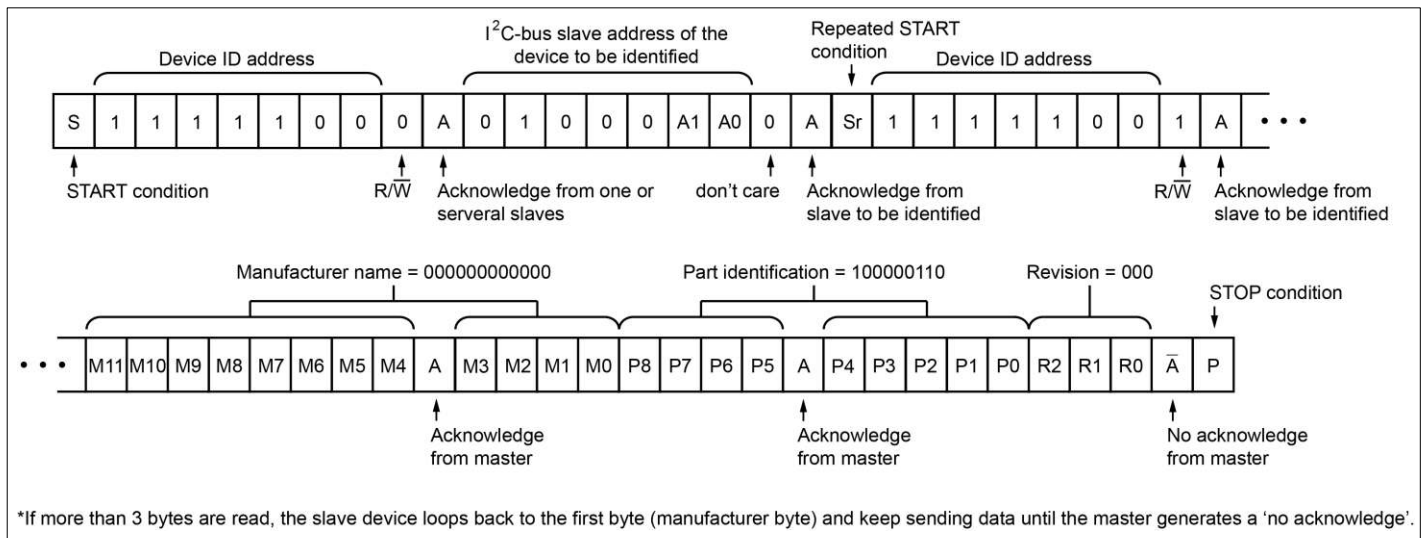 I²C-bus slave address of the
device to be identified
Repeated START
condition
Device ID address
Device ID address
S 1 1 1 1 1 0 0 0 A 0 1 0 0 0 A1 A0 0 A Sr 1 1 1 1 1 0 0 1 A • • •
START condition
R/W̅
Acknowledge from one or
serveral slaves
don't care
Acknowledge from
slave to be identified
R/W̅
Acknowledge from
slave to be identified
Manufacturer name = 000000000000
Part identification = 100000110
Revision = 000
STOP condition
• • • M11 M10 M9 M8 M7 M6 M5 M4 A M3 M2 M1 M0 P8 P7 P6 P5 A P4 P3 P2 P1 P0 R2 R1 R0 A̅ P
Acknowledge
from master
Acknowledge
from master
No acknowledge
from master
*If more than 3 bytes are read, the slave device loops back to the first byte (manufacturer byte) and keep sending data until the master generates a 'no acknowledge'.